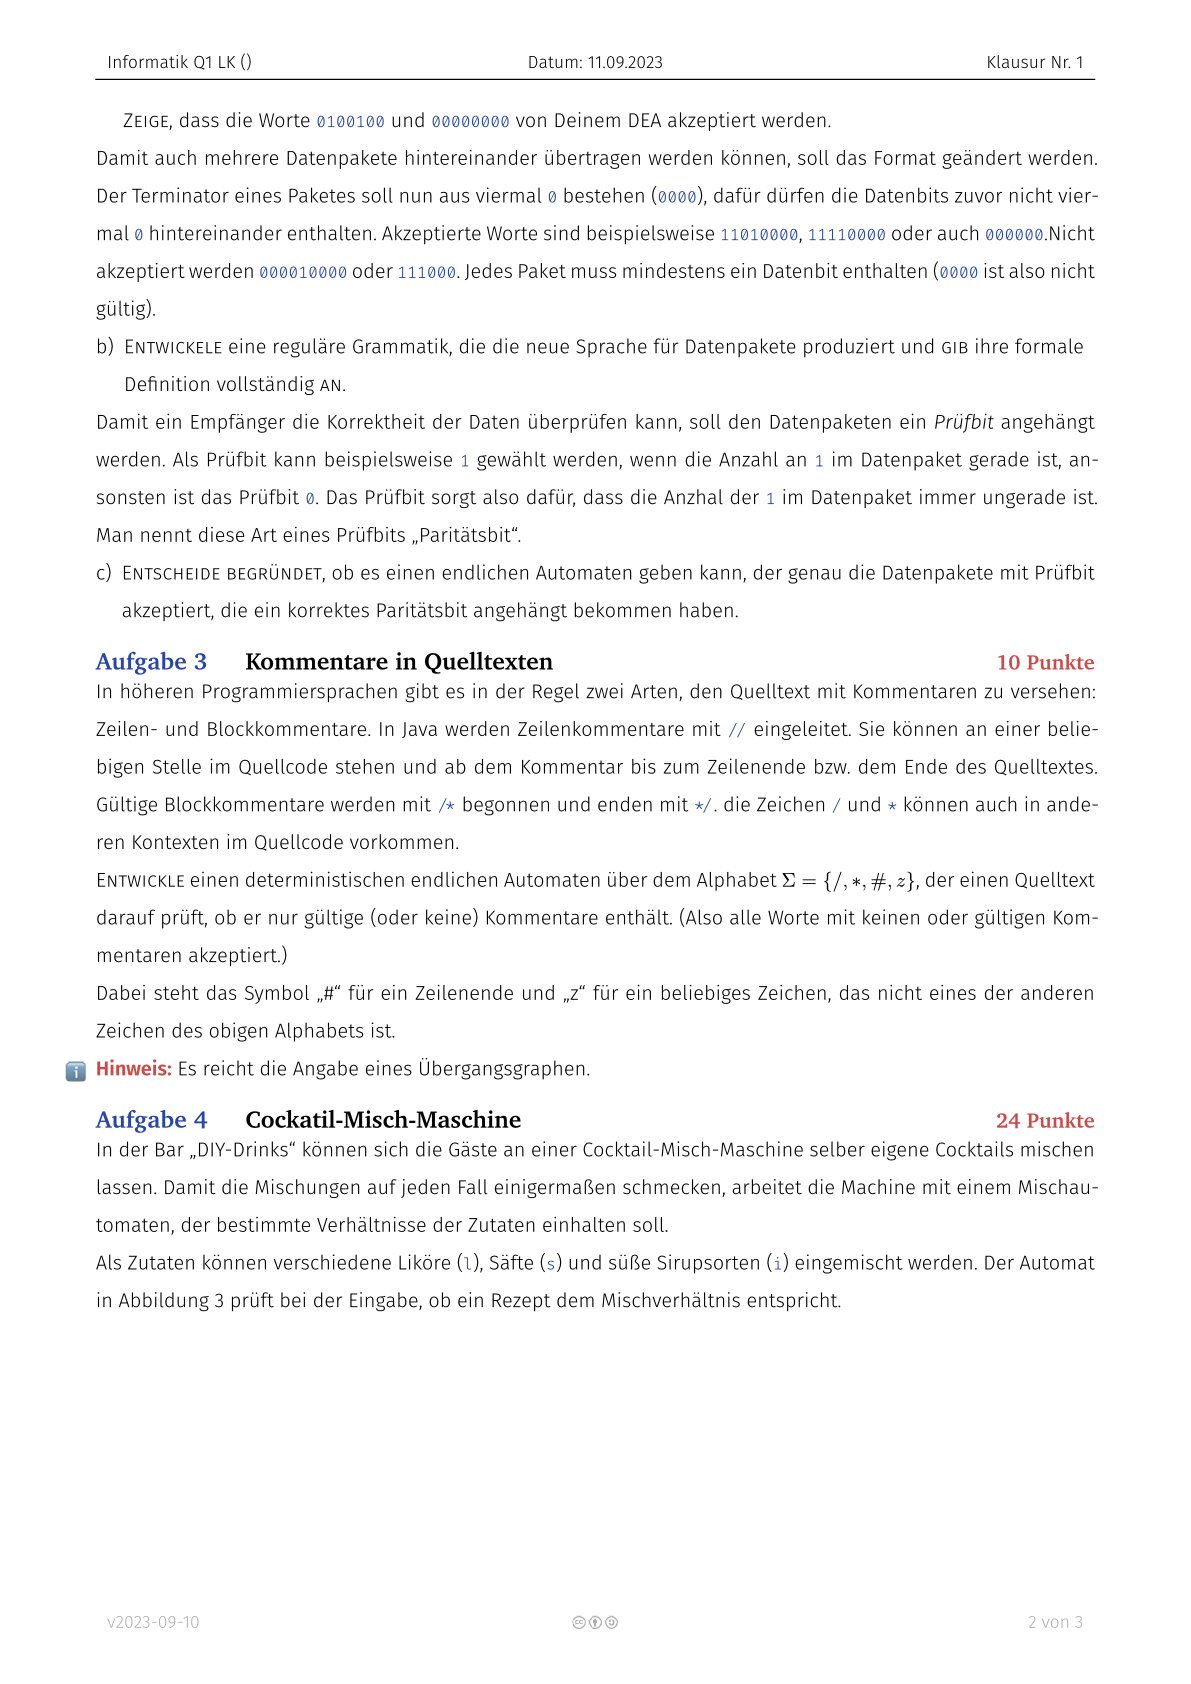 Informatik Q1 LK () Datum: 11.09.2023 Klausur Nr. 1
ZEIGE, dass die Worte 0100100 und 00000000 von Deinem DEA akzeptiert werden.
Damit auch mehrere Datenpakete hintereinander übertragen werden können, soll das Format geändert werden.
Der Terminator eines Paketes soll nun aus viermal 0 bestehen (0000), dafür dürfen die Datenbits zuvor nicht vier-
mal 0 hintereinander enthalten. Akzeptierte Worte sind beispielsweise 11010000, 11110000 oder auch 000000.Nicht
akzeptiert werden 000010000 oder 111000. Jedes Paket muss mindestens ein Datenbit enthalten (0000 ist also nicht
gültig).
b) ENTWICKELE eine reguläre Grammatik, die die neue Sprache für Datenpakete produziert und GIB ihre formale
Definition vollständig AN.
Damit ein Empfänger die Korrektheit der Daten überprüfen kann, soll den Datenpaketen ein Prüfbit angehängt
werden. Als Prüfbit kann beispielsweise 1 gewählt werden, wenn die Anzahl an 1 im Datenpaket gerade ist, an-
sonsten ist das Prüfbit 0. Das Prüfbit sorgt also dafür, dass die Anzhal der 1 im Datenpaket immer ungerade ist.
Man nennt diese Art eines Prüfbits „Paritätsbit“.
c) ENTSCHEIDE BEGRÜNDET, ob es einen endlichen Automaten geben kann, der genau die Datenpakete mit Prüfbit
akzeptiert, die ein korrektes Paritätsbit angehängt bekommen haben.
Aufgabe 3 Kommentare in Quelltexten 10 Punkte
In höheren Programmiersprachen gibt es in der Regel zwei Arten, den Quelltext mit Kommentaren zu versehen:
Zeilen- und Blockkommentare. In Java werden Zeilenkommentare mit // eingeleitet. Sie können an einer belie-
bigen Stelle im Quellcode stehen und ab dem Kommentar bis zum Zeilenende bzw. dem Ende des Quelltextes.
Gültige Blockkommentare werden mit /* begonnen und enden mit */. die Zeichen / und * können auch in ande-
ren Kontexten im Quellcode vorkommen.
ENTWICKLE einen deterministischen endlichen Automaten über dem Alphabet Σ = {/, *, #, z}, der einen Quelltext
darauf prüft, ob er nur gültige (oder keine) Kommentare enthält. (Also alle Worte mit keinen oder gültigen Kom-
mentaren akzeptiert.)
Dabei steht das Symbol „#“ für ein Zeilenende und „z“ für ein beliebiges Zeichen, das nicht eines der anderen
Zeichen des obigen Alphabets ist.
i Hinweis: Es reicht die Angabe eines Übergangsgraphen.
Aufgabe 4 Cockatil-Misch-Maschine 24 Punkte
In der Bar „DIY-Drinks“ können sich die Gäste an einer Cocktail-Misch-Maschine selber eigene Cocktails mischen
lassen. Damit die Mischungen auf jeden Fall einigermaßen schmecken, arbeitet die Machine mit einem Mischau-
tomaten, der bestimmte Verhältnisse der Zutaten einhalten soll.
Als Zutaten können verschiedene Liköre (l), Säfte (s) und süße Sirupsorten (i) eingemischt werden. Der Automat
in Abbildung 3 prüft bei der Eingabe, ob ein Rezept dem Mischverhältnis entspricht.
v2023-09-10 2 von 3